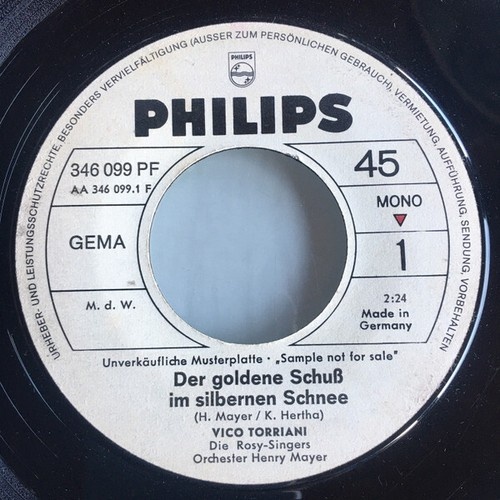 URHEBER- UND LEISTUNGSSCHUTZRECHTE, BESONDERS VERVIELFÄLTIGUNG (AUSSER ZUM PERSÖNLICHEN GEBRAUCH), VERMIETUNG, AUFFÜHRUNG, SENDUNG, VORBEHALTEN
PHILIPS
PHILIPS
346 099 PF
AA 346 099.1 F
45
MONO
GEMA
1
M. d. W.
2:24
Made in
Germany
Unverkäufliche Musterplatte · „Sample not for sale"
Der goldene Schuß
im silbernen Schnee
(H. Mayer / K. Hertha)
VICO TORRIANI
Die Rosy-Singers
Orchester Henry Mayer